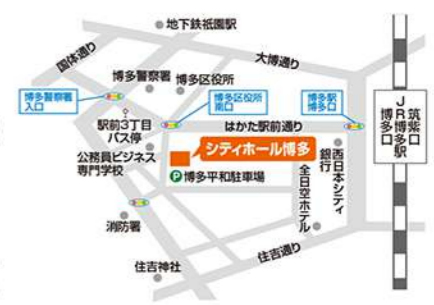 地下鉄祇園駅
国体通り
大博通り
博多警察署
博多区役所
博多警察署
入口
博多区役所
南口
博多駅
博多口
筑紫口
JR博多駅
博多口
駅前3丁目
バス停
はかた駅前通り
シティホール博多
公務員ビジネス
専門学校
P 博多平和駐車場
西日本シティ
銀行
全日空ホテル
消防署
住吉通り
住吉神社